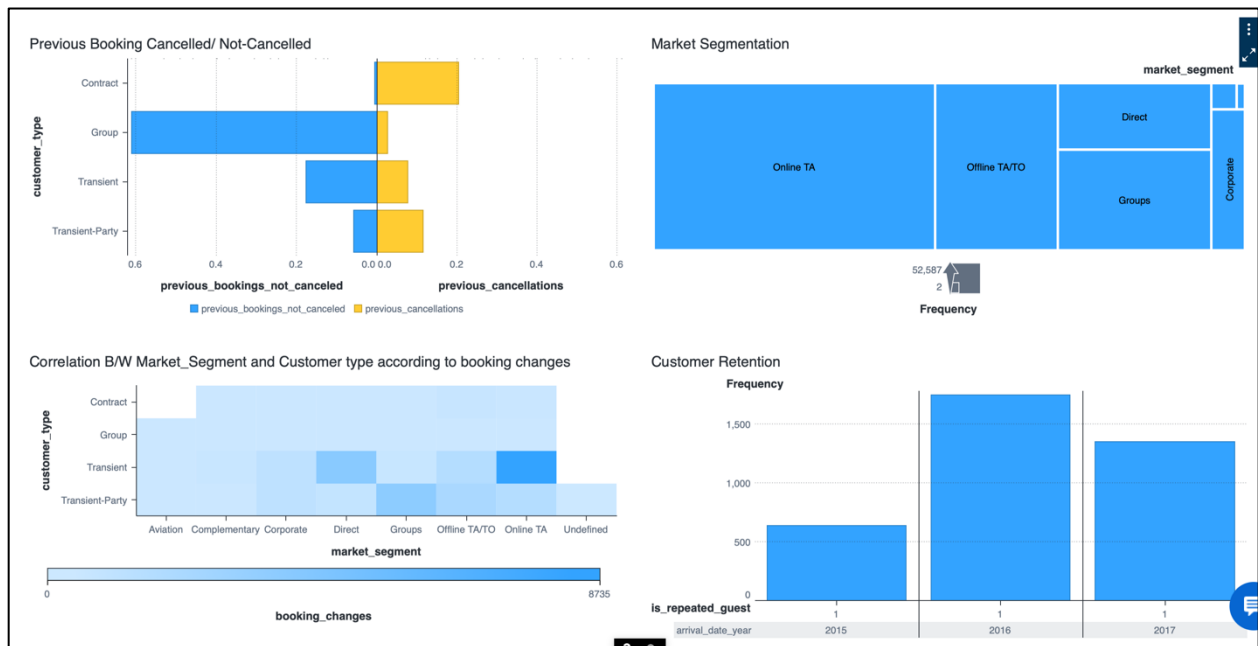 Previous Booking Cancelled/ Not-Cancelled
customer_type
Contract
Group
Transient
Transient-Party
0.6 0.4 0.2 0.0 0.0 0.2 0.4 0.6
previous_bookings_not_canceled previous_cancellations
previous_bookings_not_canceled previous_cancellations
Market Segmentation
market_segment
Online TA
Offline TA/TO
Direct
Groups
Corporate
52,587
2
Frequency
Correlation B/W Market_Segment and Customer type according to booking changes
customer_type
Contract
Group
Transient
Transient-Party
Aviation Complementary Corporate Direct Groups Offline TA/TO Online TA Undefined
market_segment
0 8735
booking_changes
Customer Retention
Frequency
1,500
1,000
500
0
is_repeated_guest 1 1 1
arrival_date_year 2015 2016 2017